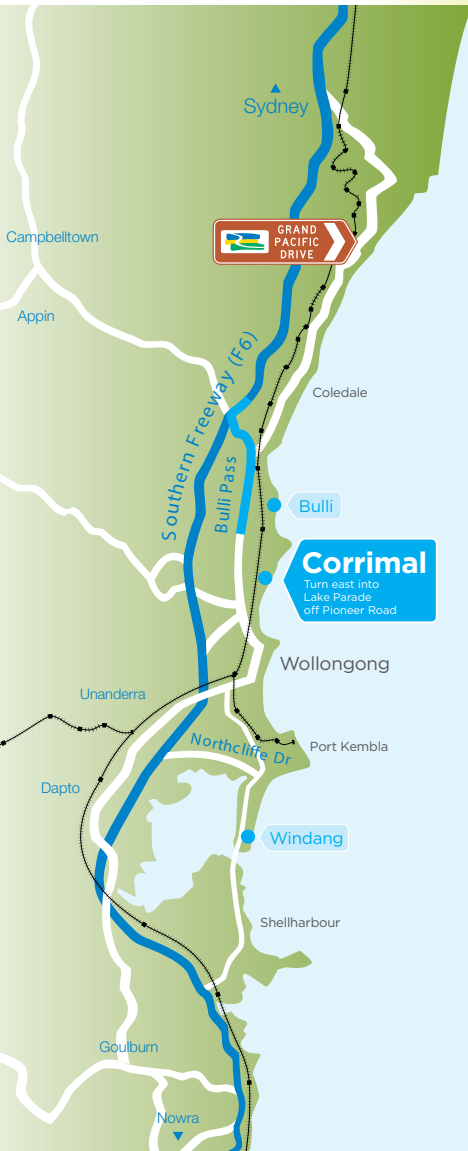 Sydney
GRAND
PACIFIC
DRIVE
Campbelltown
Appin
Southern Freeway (F6)
Coledale
Bulli Pass
Bulli
Corrimal
Turn east into
Lake Parade
off Pioneer Road
Wollongong
Unanderra
Northcliffe Dr
Port Kembla
Dapto
Windang
Shellharbour
Goulburn
Nowra